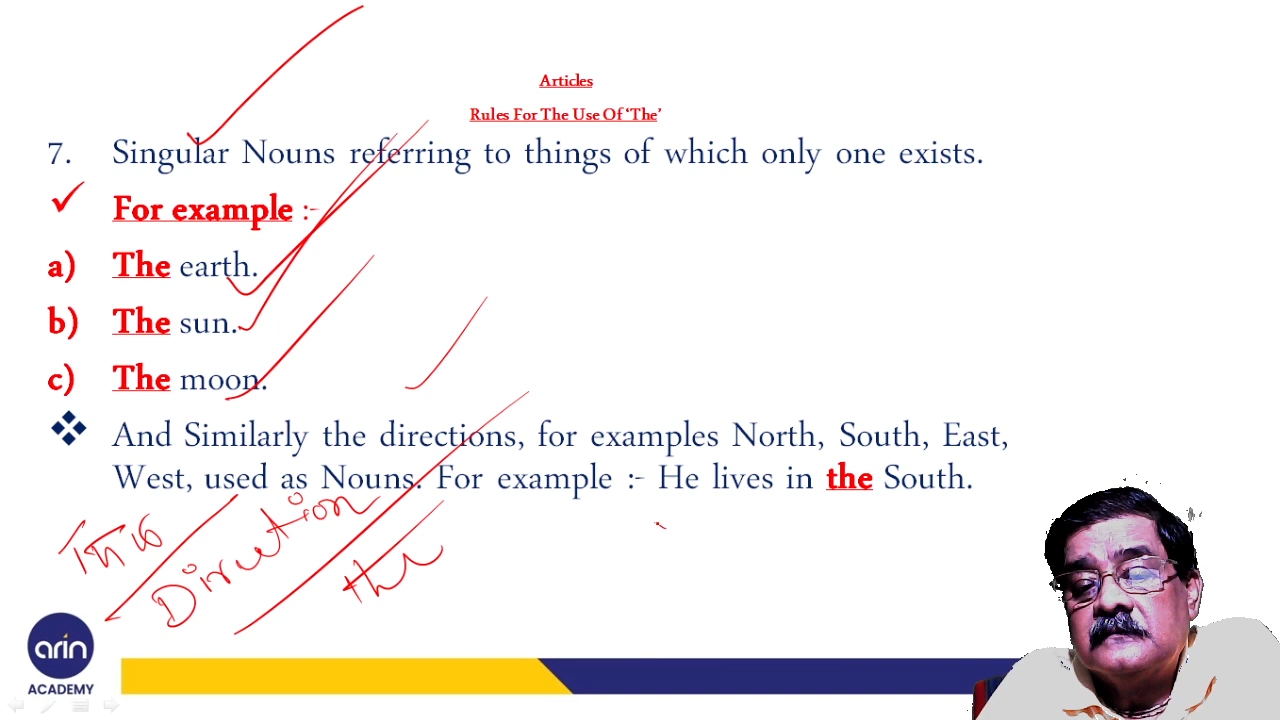 Articles
Rules For The Use Of ‘The’
7. Singular Nouns referring to things of which only one exists.
For example :-
a) The earth.
b) The sun.
c) The moon.
And Similarly the directions, for examples North, South, East,
West, used as Nouns. For example :- He lives in the South.
Direction
the
arin
ACADEMY